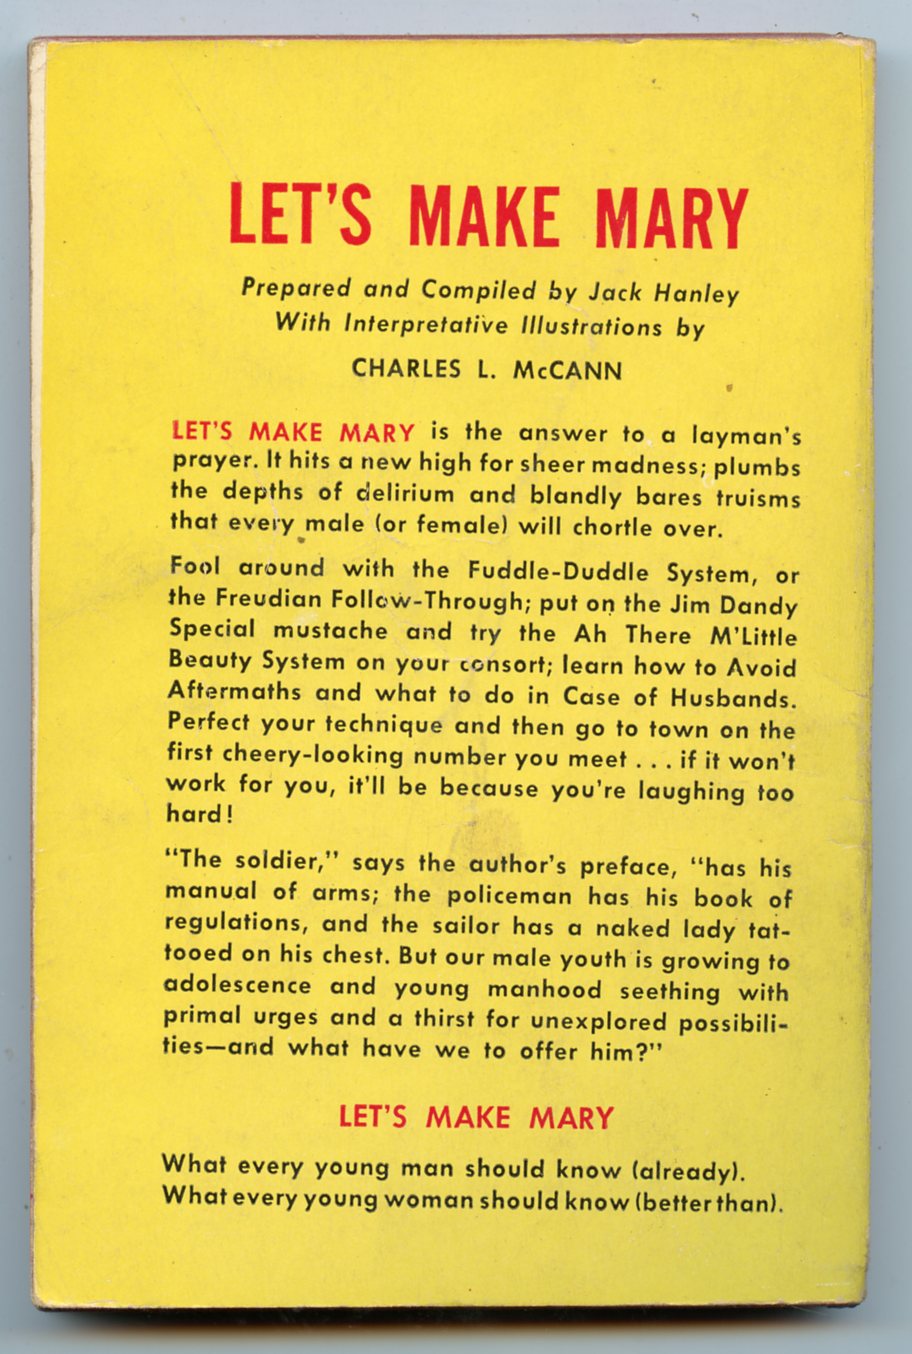 LET'S MAKE MARY
Prepared and Compiled by Jack Hanley
With Interpretative Illustrations by
CHARLES L. McCANN
LET'S MAKE MARY is the answer to a layman's
prayer. It hits a new high for sheer madness; plumbs
the depths of delirium and blandly bares truisms
that every male (or female) will chortle over.
Fool around with the Fuddle-Duddle System, or
the Freudian Follow-Through; put on the Jim Dandy
Special mustache and try the Ah There M'Little
Beauty System on your consort; learn how to Avoid
Aftermaths and what to do in Case of Husbands.
Perfect your technique and then go to town on the
first cheery-looking number you meet . . . if it won't
work for you, it'll be because you're laughing too
hard!
"The soldier," says the author's preface, "has his
manual of arms; the policeman has his book of
regulations, and the sailor has a naked lady tat-
tooed on his chest. But our male youth is growing to
adolescence and young manhood seething with
primal urges and a thirst for unexplored possibili-
ties—and what have we to offer him?"
LET'S MAKE MARY
What every young man should know (already).
What every young woman should know (better than).